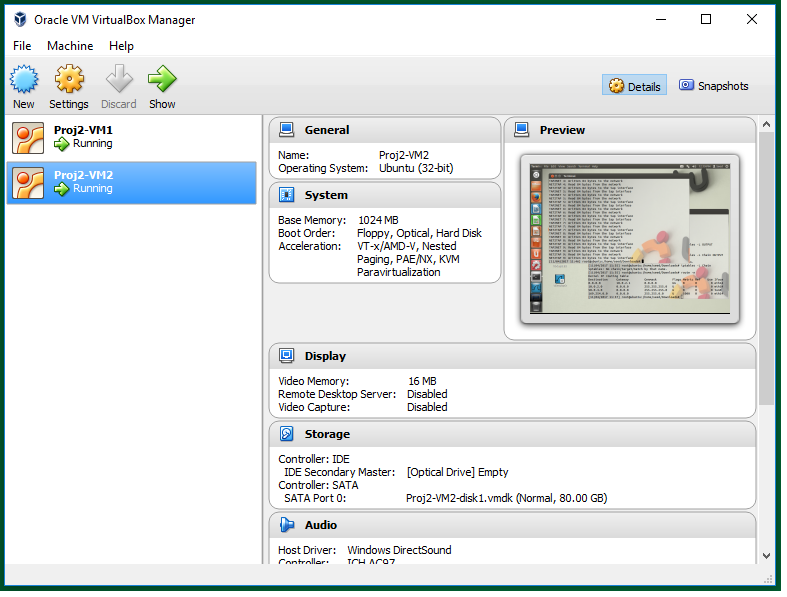 Oracle VM VirtualBox Manager
File Machine Help
New Settings Discard Show
Details Snapshots
Proj2-VM1
Running
Proj2-VM2
Running
General
Name: Proj2-VM2
Operating System: Ubuntu (32-bit)
System
Base Memory: 1024 MB
Boot Order: Floppy, Optical, Hard Disk
Acceleration: VT-x/AMD-V, Nested
Paging, PAE/NX, KVM
Paravirtualization
Preview
Display
Video Memory: 16 MB
Remote Desktop Server: Disabled
Video Capture: Disabled
Storage
Controller: IDE
IDE Secondary Master: [Optical Drive] Empty
Controller: SATA
SATA Port 0: Proj2-VM2-disk1.vmdk (Normal, 80.00 GB)
Audio
Host Driver: Windows DirectSound
Controller: ICH AC97